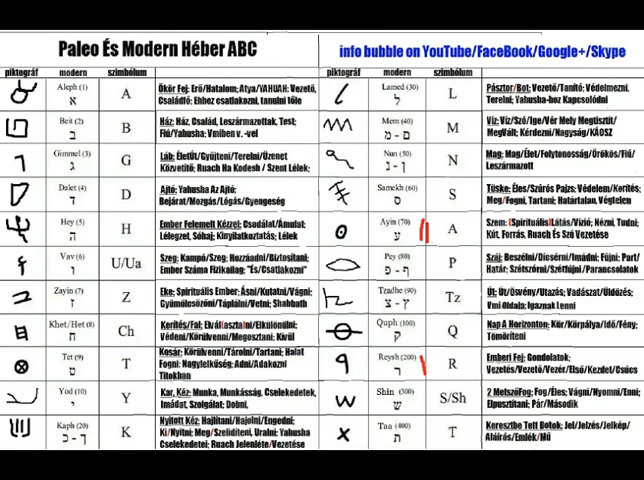 Paleo És Modern Héber ABC
info bubble on YouTube/FaceBook/Google+/Skype
piktográf modern szimbólum
piktográf modern szimbólum
Aleph (1)
א
A
Ökör Fej: Erő/Hatalom; Atya/YAHUAH; Vezető,
Családfő; Ehhez csatlakozni, tanulni tőle
Beit (2)
ב
B
Ház: Ház, Család, Leszármazottak, Test;
Fiú/Yahusha; Vmiben v. -vel
Gimmel (3)
ג
G
Láb: ÉletÚt/Gyűjteni/Terelni/Üzenet
Közvetítő; Ruach Ha Kodesh / Szent Lélek;
Dalet (4)
ד
D
Ajtó: Yahusha Az Ajtó;
Bejárat/Mozgás/Lógás/Gyengeség
Hey (5)
ה
H
Ember Felemelt Kézzel: Csodálat/Ámulat;
Lélegzet, Sóhaj; Kinyilatkoztatás; Lélek
Vav (6)
ו
U/Ua
Szeg: Kampó/Szeg; Hozzáadni/Biztosítani;
Ember Száma Fizikailag; "És/Csatlakozni"
Zayin (7)
ז
Z
Eke: Spirituális Ember; Ásni/Kutatni/Vágni;
Gyümölcsözni/Táplálni/Vetni; Shabbath
Khet/Het (8)
ח
Ch
Kerítés/Fal: Elvál(asztal)ni/Elkülönülni;
Védeni/Körülvenni/Megosztani; Kívül
Tet (9)
ט
T
Kosár: Körülvenni/Tárolni/Tartani; Halat
Fogni; Nagylelkűség; Adni/Adakozni
Titokban
Yod (10)
י
Y
Kar, Kéz: Munka, Munkásság, Cselekedetek,
Imádat, Szolgálat; Dobni,
Kaph (20)
ך - כ
K
Nyitott Kéz: Hajlítani/Hajolni/Engedni;
Ki/Nyitni; Meg/Szelídíteni, Uralni; Yahusha
Cselekedetei; Ruach Jelenléte/Vezetése
Lamed (30)
ל
L
Pásztor/Bot: Vezető/Tanító; Védelmezni,
Terelni; Yahusha-hoz Kapcsolódni
Mem (40)
ם - מ
M
Víz: Víz/Szó/Ige/Vér Mely Megtisztít/
MegVált; Kérdezni/Nagyság/KÁOSZ
Nun (50)
ן - נ
N
Mag: Mag/Élet/Folytonosság/Örökös/Fiú/
Leszármazott
Samekh (60)
ס
S
Tüske: Éles/Szúrós Pajzs; Védelem/Kerítés;
Meg/Fogni, Tartani; Határtalan, Végtelen
Ayin (70)
ע
A
Szem: (Spirituális)Látás/Vízió; Nézni, Tudni;
Kút, Forrás, Ruach És Szó Vezetése
Pey (80)
ף - פ
P
Száj: Beszélni/Dicsérni/Imádni; Fújni; Part/
Határ; Szétszórni/Szétfújni/Parancsolatok
Tzadhe (90)
ץ - צ
Tz
Út: Út/Ösvény/Utazás; Vadászat/Üldözés;
Vmi Oldala; Igaznak Lenni
Quph (100)
ק
Q
Nap A Horizonton: Kör/Körpálya/Idő/Fény;
Tömöríteni
Reysh (200)
ר
R
Emberi Fej: Gondolatok;
Vezetés/Vezető/Vezér/Első/Kezdet/Csúcs
Shin (300)
ש
S/Sh
2 MetszőFog: Fog/Éles; Vágni/Nyomni/Enni;
Elpusztítani; Pár/Második
Taa (400)
ת
T
Keresztbe Tett Botok: Jel/Jelzés/Jelkép/
Aláírás/Emlék/Mű